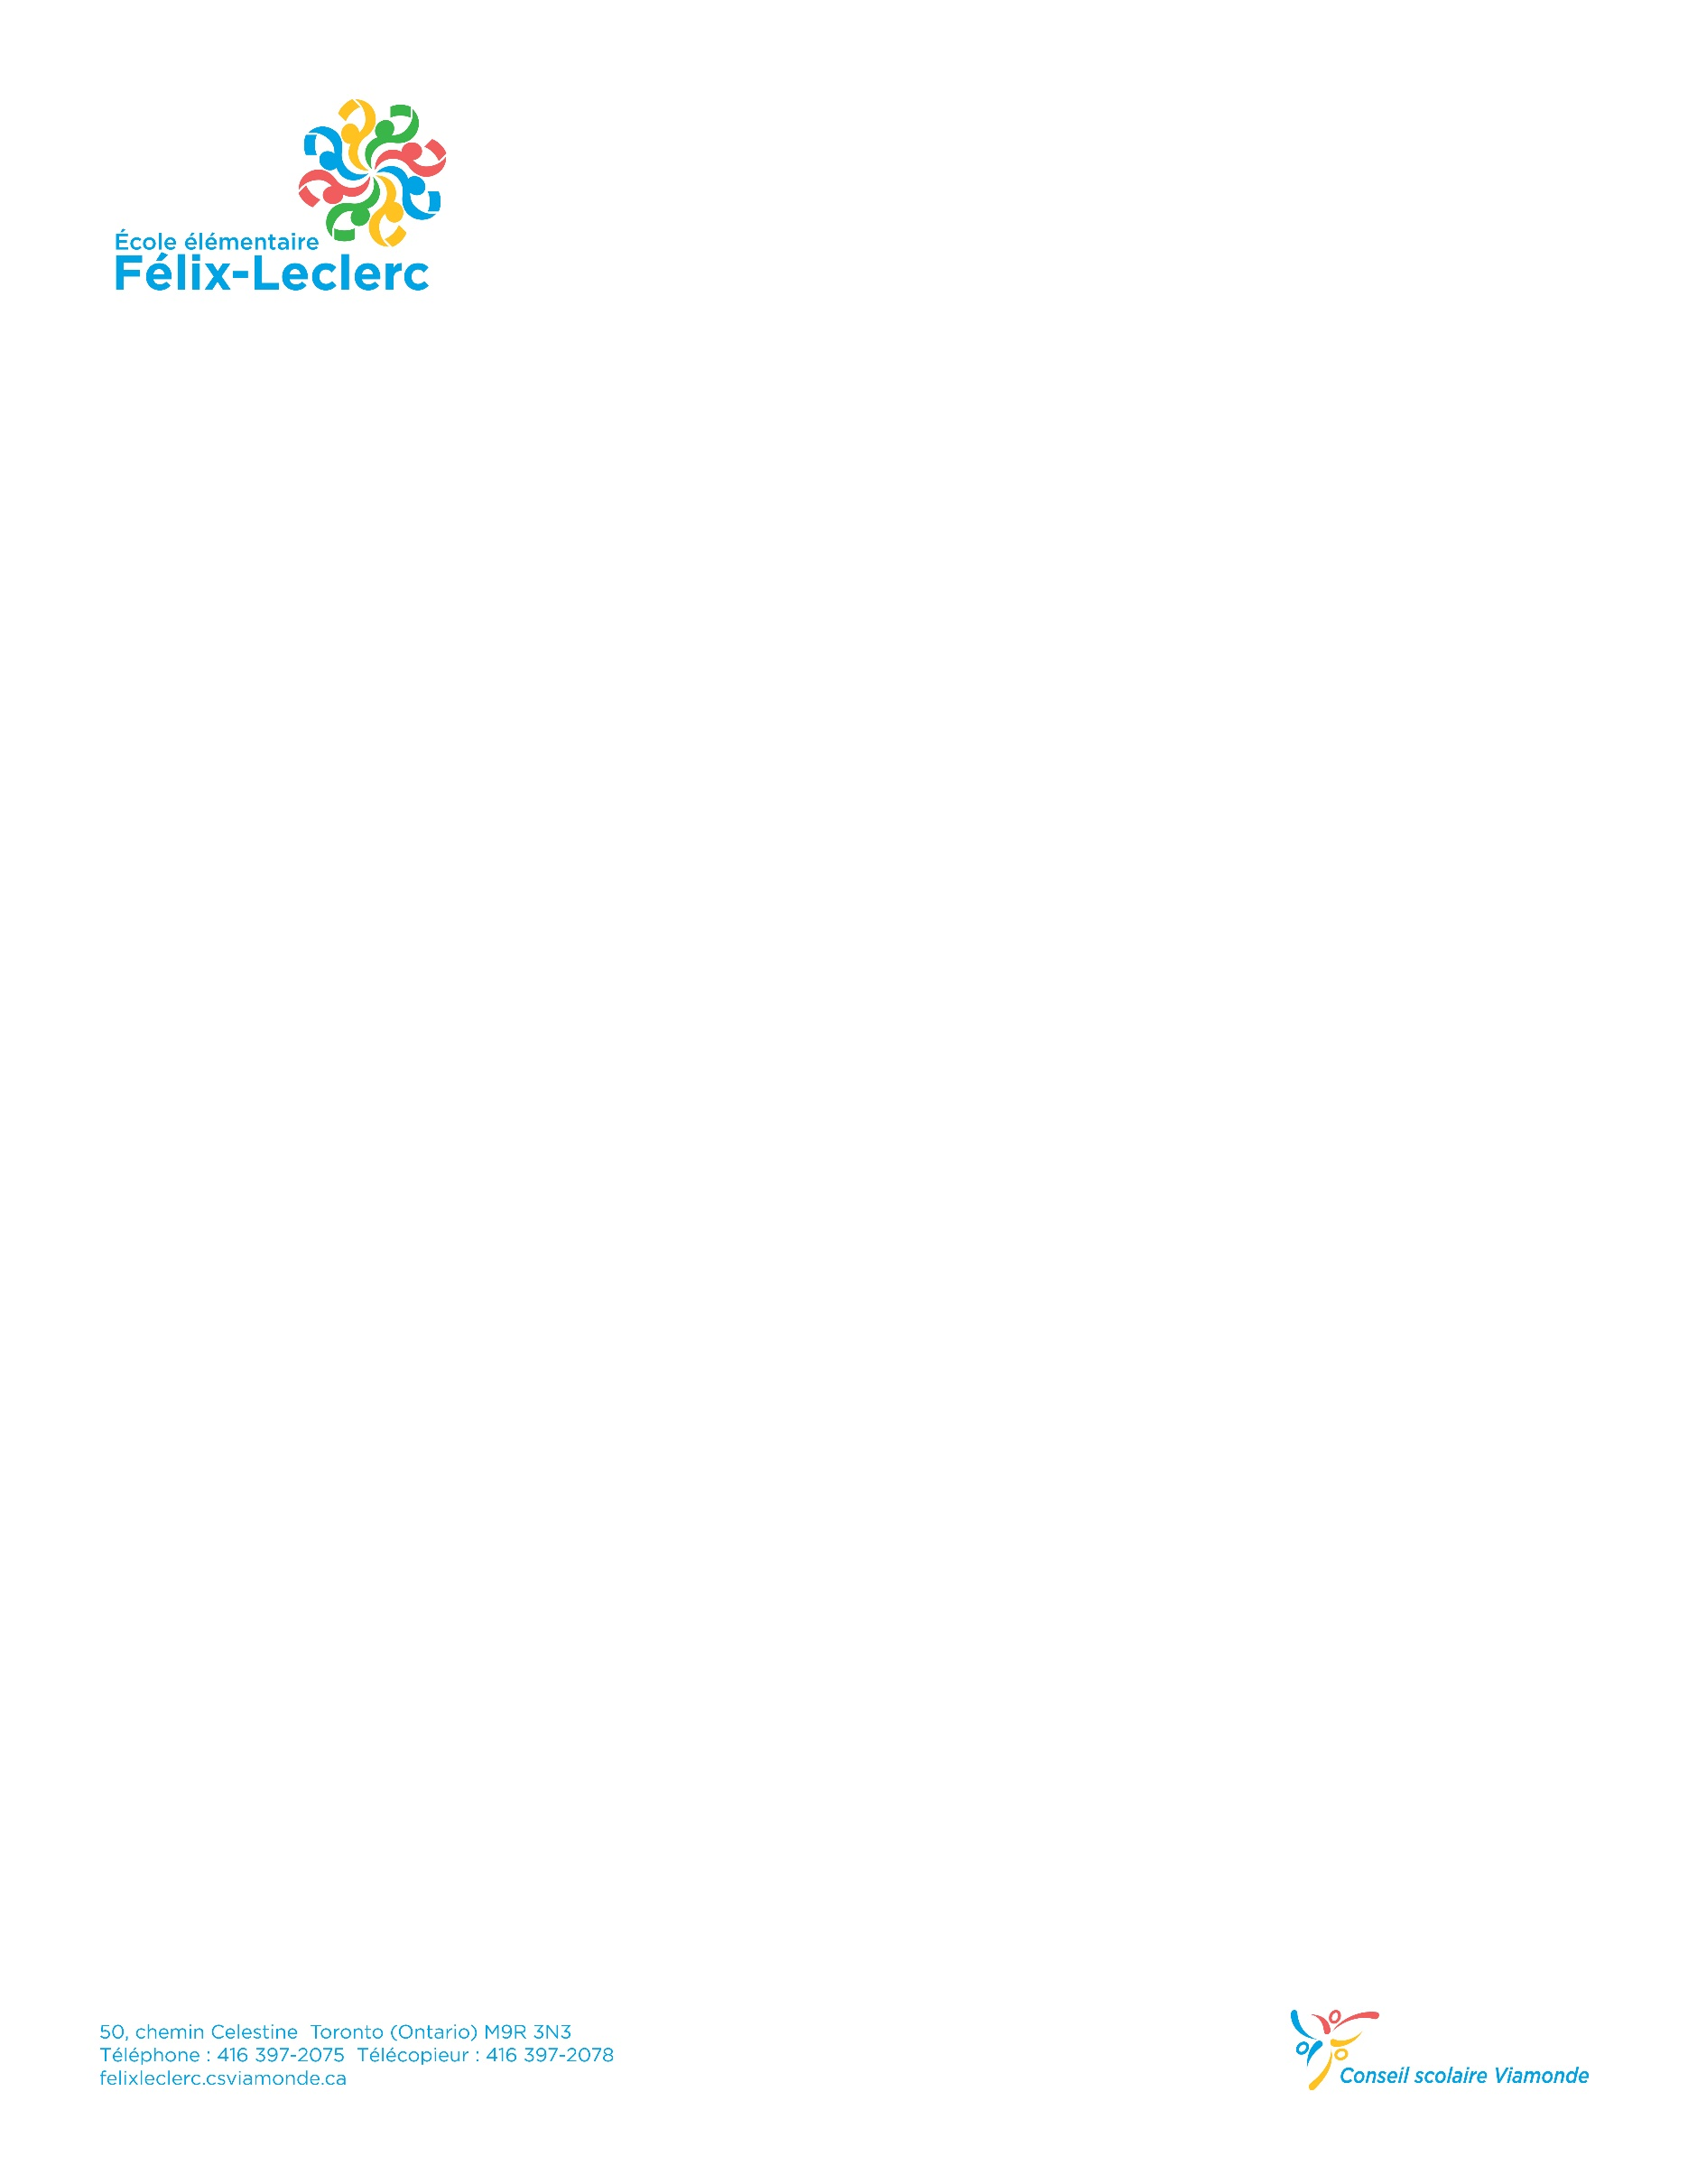 École élémentaire
Félix-Leclerc
50, chemin Celestine Toronto (Ontario) M9R 3N3
Téléphone : 416 397-2075 Télécopieur : 416 397-2078
felixleclerc.csviamonde.ca
Conseil scolaire Viamonde